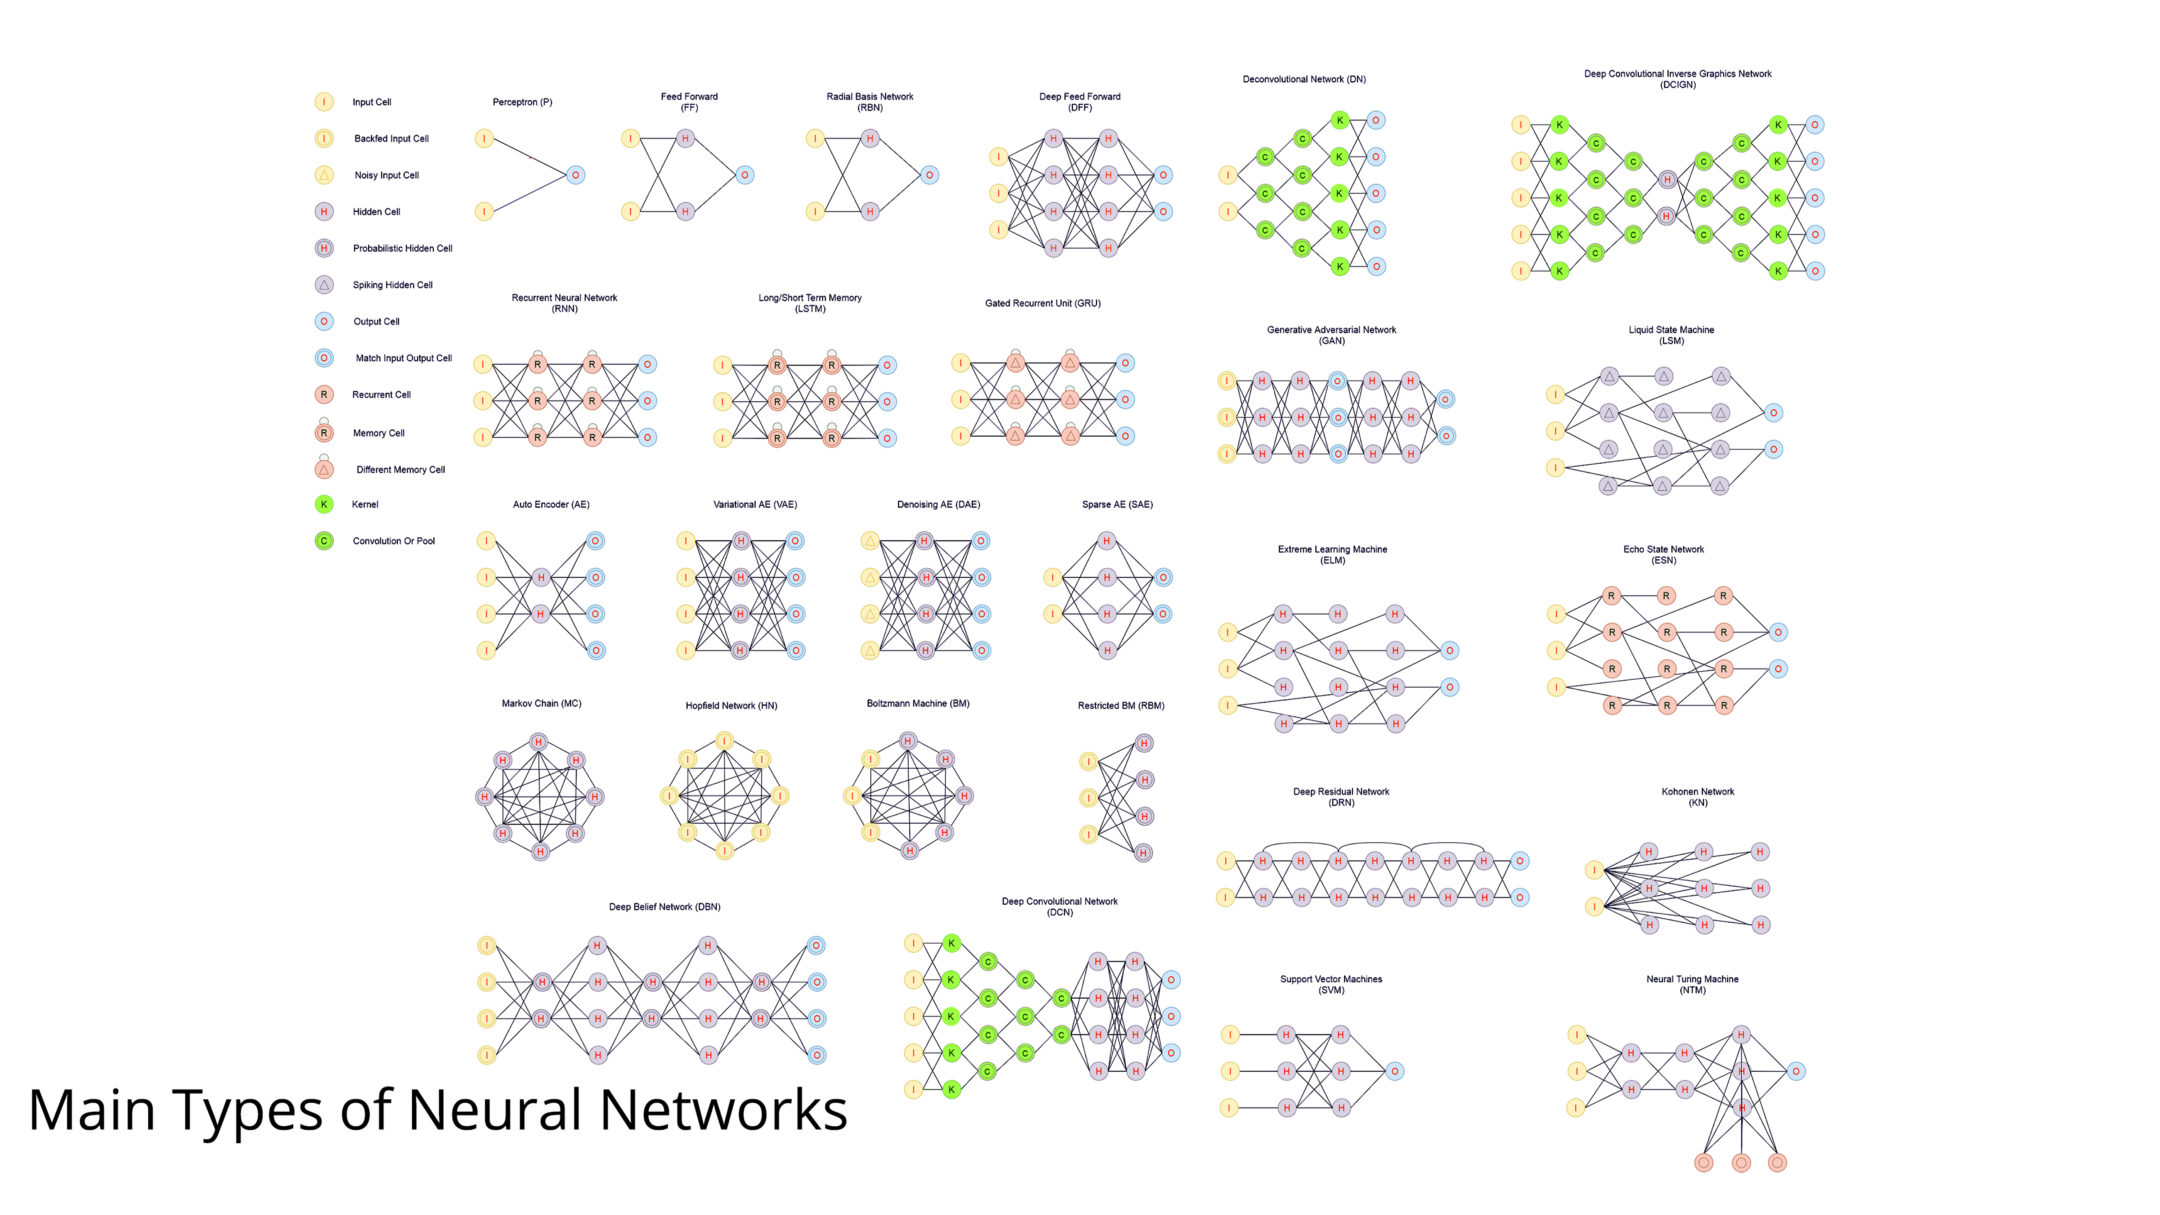 Input Cell
Backfed Input Cell
Noisy Input Cell
Hidden Cell
Probablistic Hidden Cell
Spiking Hidden Cell
Output Cell
Match Input Output Cell
Recurrent Cell
Memory Cell
Different Memory Cell
Kernel
Convolution Or Pool
Perceptron (P)
Feed Forward
(FF)
Radial Basis Network
(RBN)
Deep Feed Forward
(DFF)
Deconvolutional Network (DN)
Deep Convolutional Inverse Graphics Network
(DCIGN)
Recurrent Neural Network
(RNN)
Long/Short Term Memory
(LSTM)
Gated Recurrent Unit (GRU)
Generative Adversarial Network
(GAN)
Liquid State Machine
(LSM)
Auto Encoder (AE)
Variational AE (VAE)
Denoising AE (DAE)
Sparse AE (SAE)
Extreme Learning Machine
(ELM)
Echo State Network
(ESN)
Markov Chain (MC)
Hopfield Network (HN)
Boltzmann Machine (BM)
Restricted BM (RBM)
Deep Residual Network
(DRN)
Kohonen Network
(KN)
Deep Belief Network (DBN)
Deep Convolutional Network
(DCN)
Support Vector Machines
(SVM)
Neural Turing Machine
(NTM)
Main Types of Neural Networks